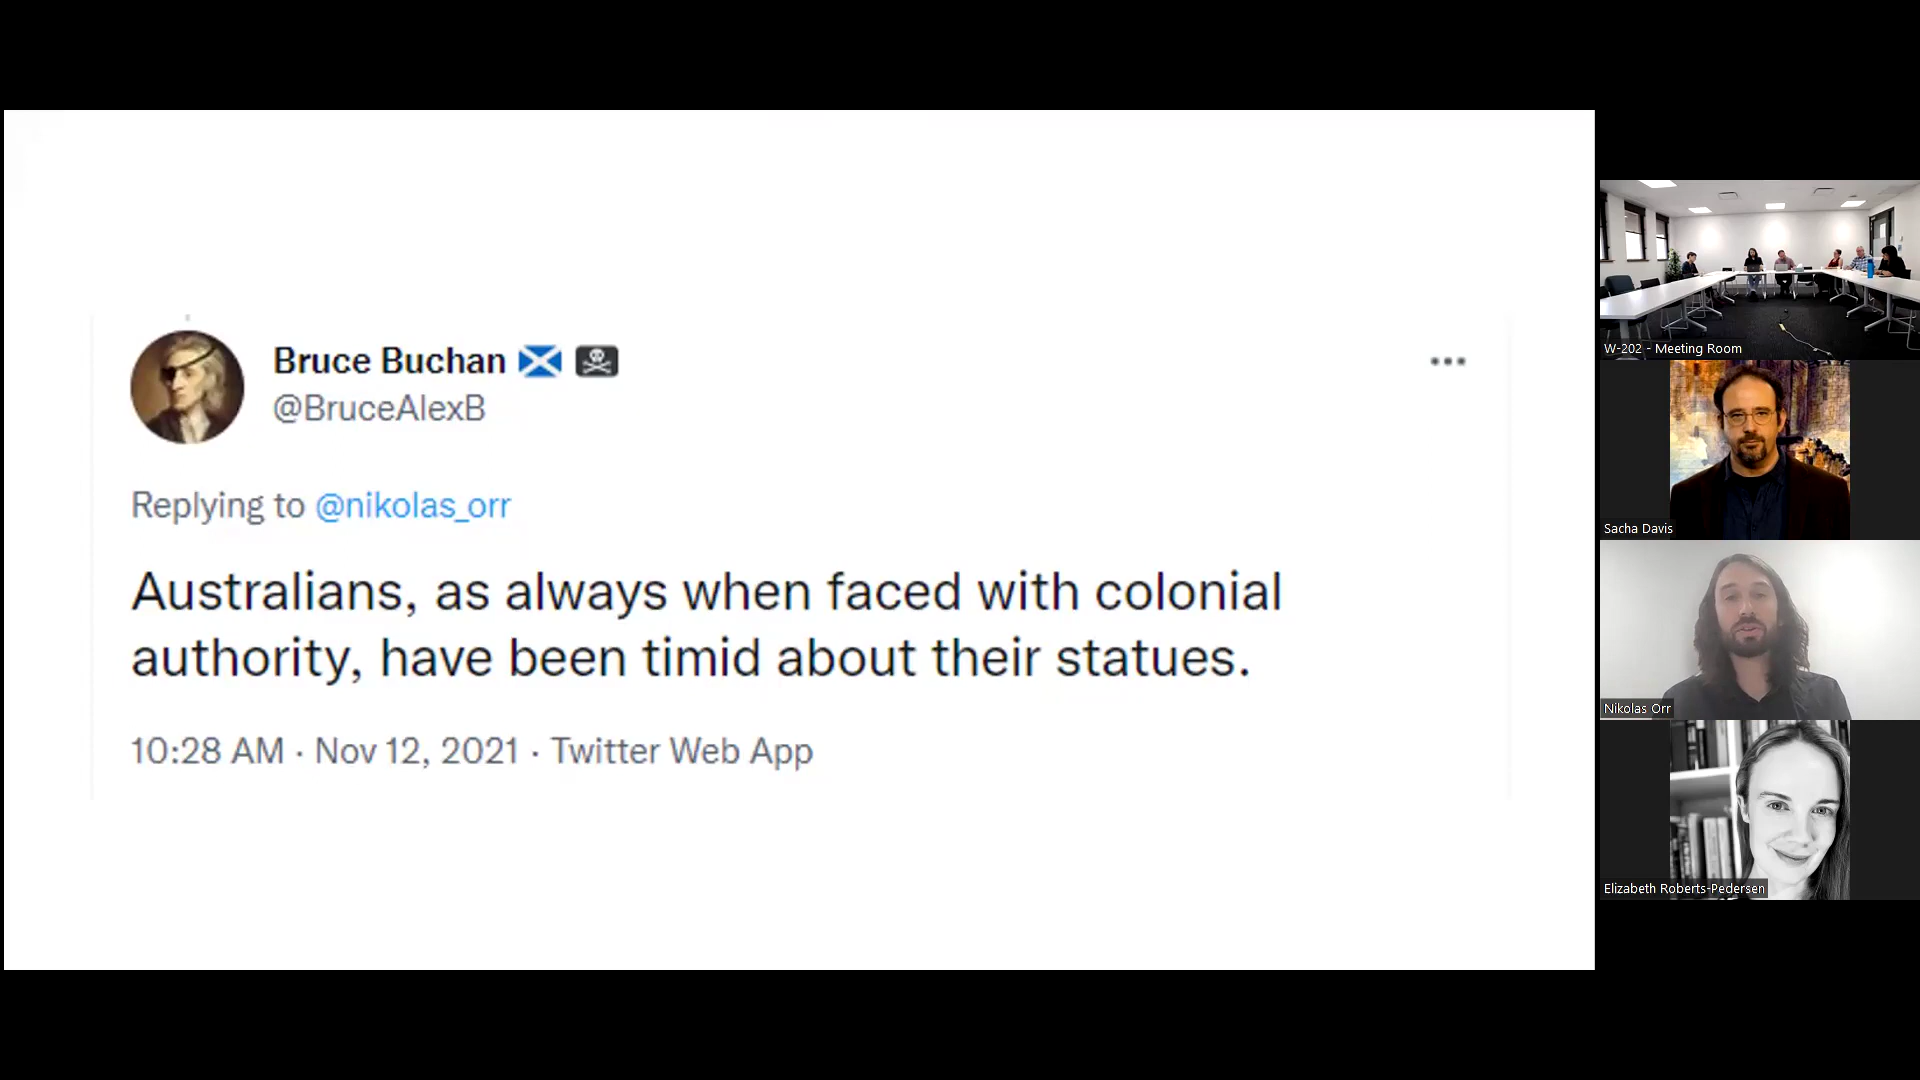 Bruce Buchan
@BruceAlexB
Replying to @nikolas_orr
Australians, as always when faced with colonial
authority, have been timid about their statues.
10:28 AM · Nov 12, 2021 · Twitter Web App
W-202 - Meeting Room
Sacha Davis
Nikolas Orr
Elizabeth Roberts-Pedersen